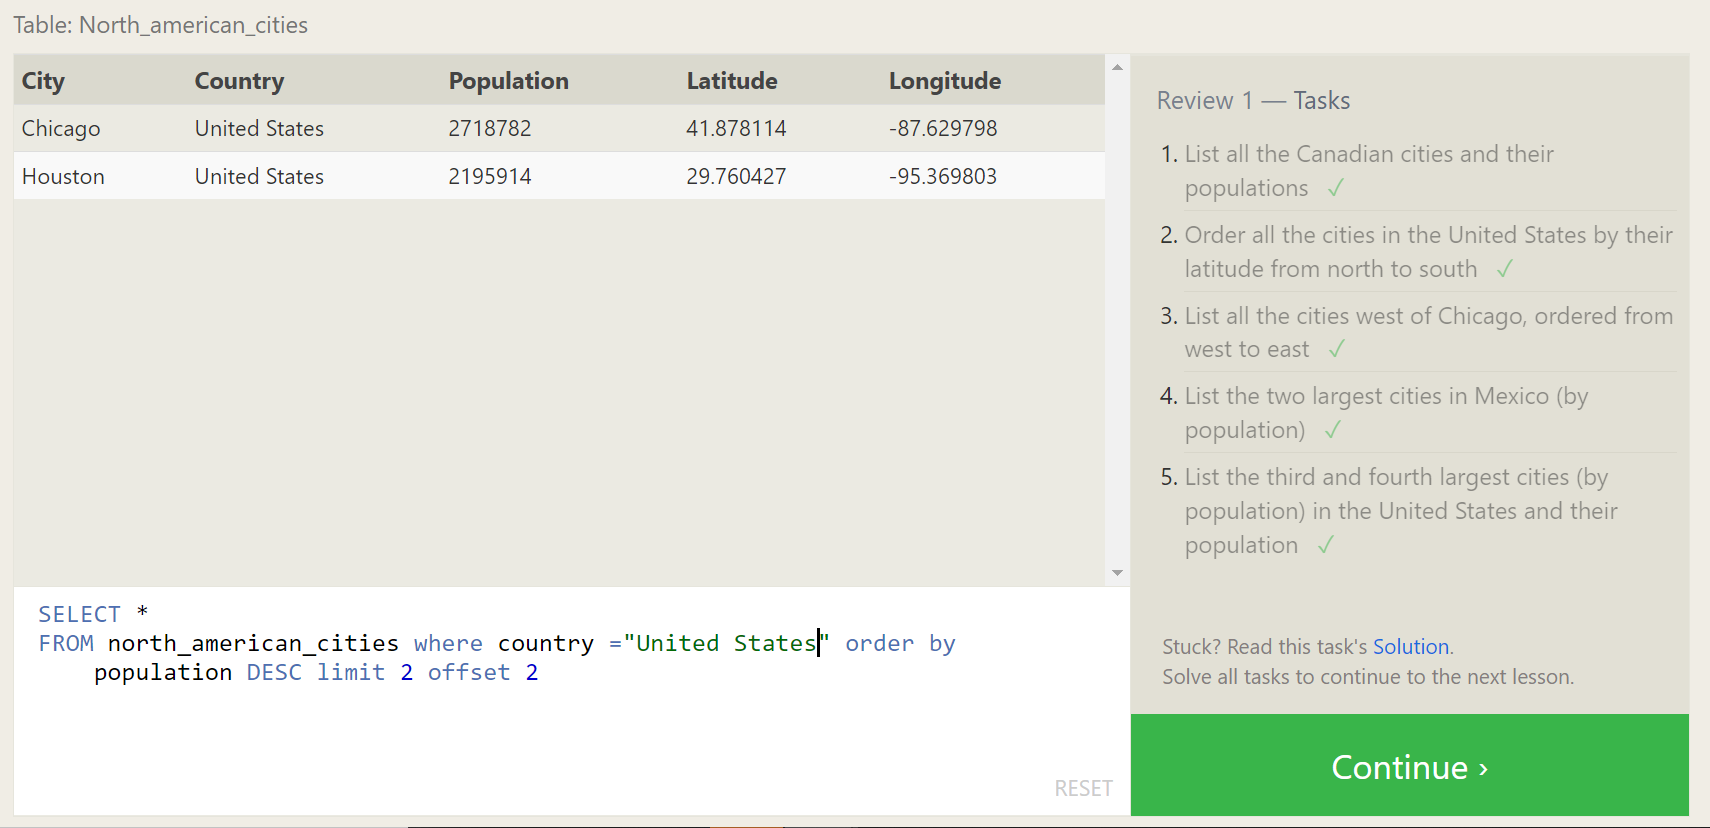 Table: North_american_cities
City Country Population Latitude Longitude
Chicago United States 2718782 41.878114 -87.629798
Houston United States 2195914 29.760427 -95.369803
SELECT *
FROM north_american_cities where country ="United States" order by
population DESC limit 2 offset 2
RESET
Review 1 — Tasks
1. List all the Canadian cities and their
populations ✓
2. Order all the cities in the United States by their
latitude from north to south ✓
3. List all the cities west of Chicago, ordered from
west to east ✓
4. List the two largest cities in Mexico (by
population) ✓
5. List the third and fourth largest cities (by
population) in the United States and their
population ✓
Stuck? Read this task's Solution.
Solve all tasks to continue to the next lesson.
Continue ›